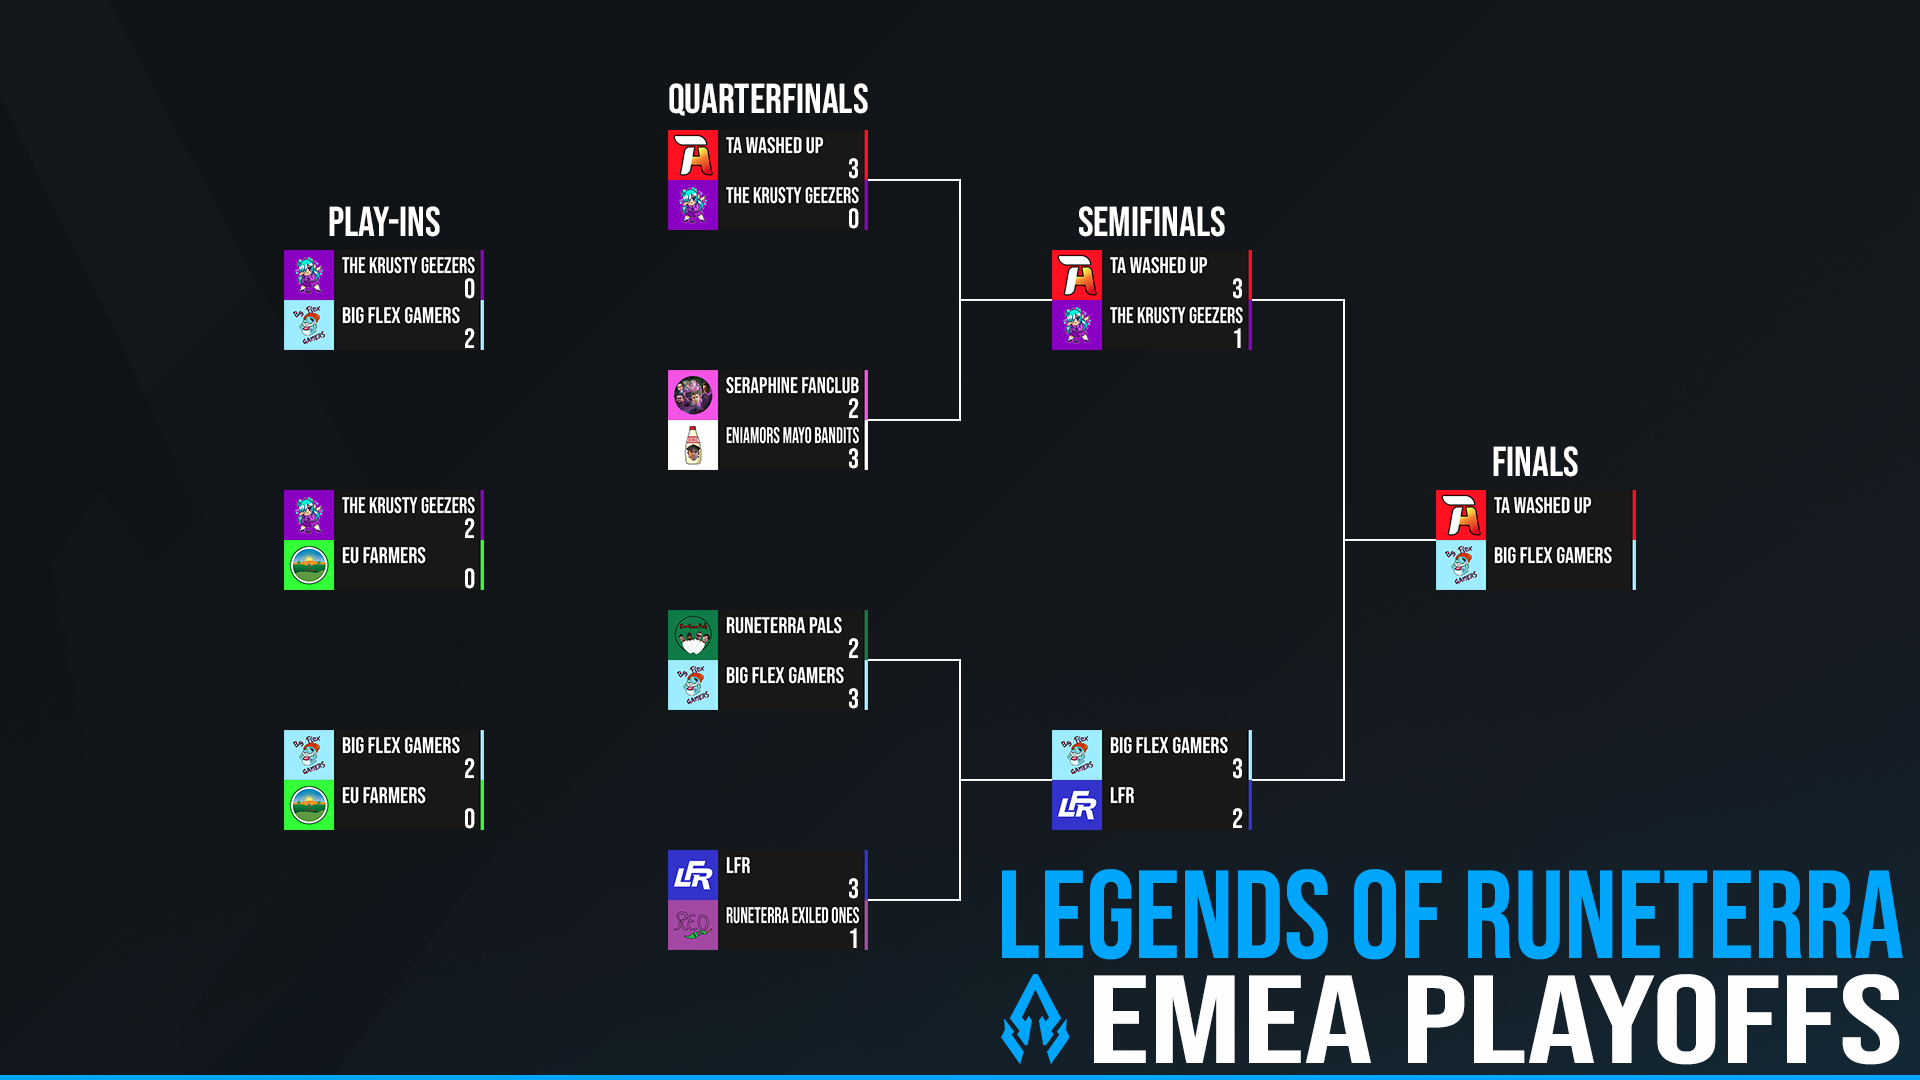 PLAY-INS
THE KRUSTY GEEZERS
0
BIG FLEX GAMERS
2
THE KRUSTY GEEZERS
2
EU FARMERS
0
BIG FLEX GAMERS
2
EU FARMERS
0
QUARTERFINALS
TA WASHED UP
3
THE KRUSTY GEEZERS
0
SERAPHINE FANCLUB
2
ENIAMORS MAYO BANDITS
3
RUNETERRA PALS
2
BIG FLEX GAMERS
3
LFR
LFR
3
REO
RUNETERRA EXILED ONES
1
SEMIFINALS
TA WASHED UP
3
THE KRUSTY GEEZERS
1
BIG FLEX GAMERS
3
LFR
LFR
2
FINALS
TA WASHED UP
BIG FLEX GAMERS
LEGENDS OF RUNETERRA
EMEA PLAYOFFS